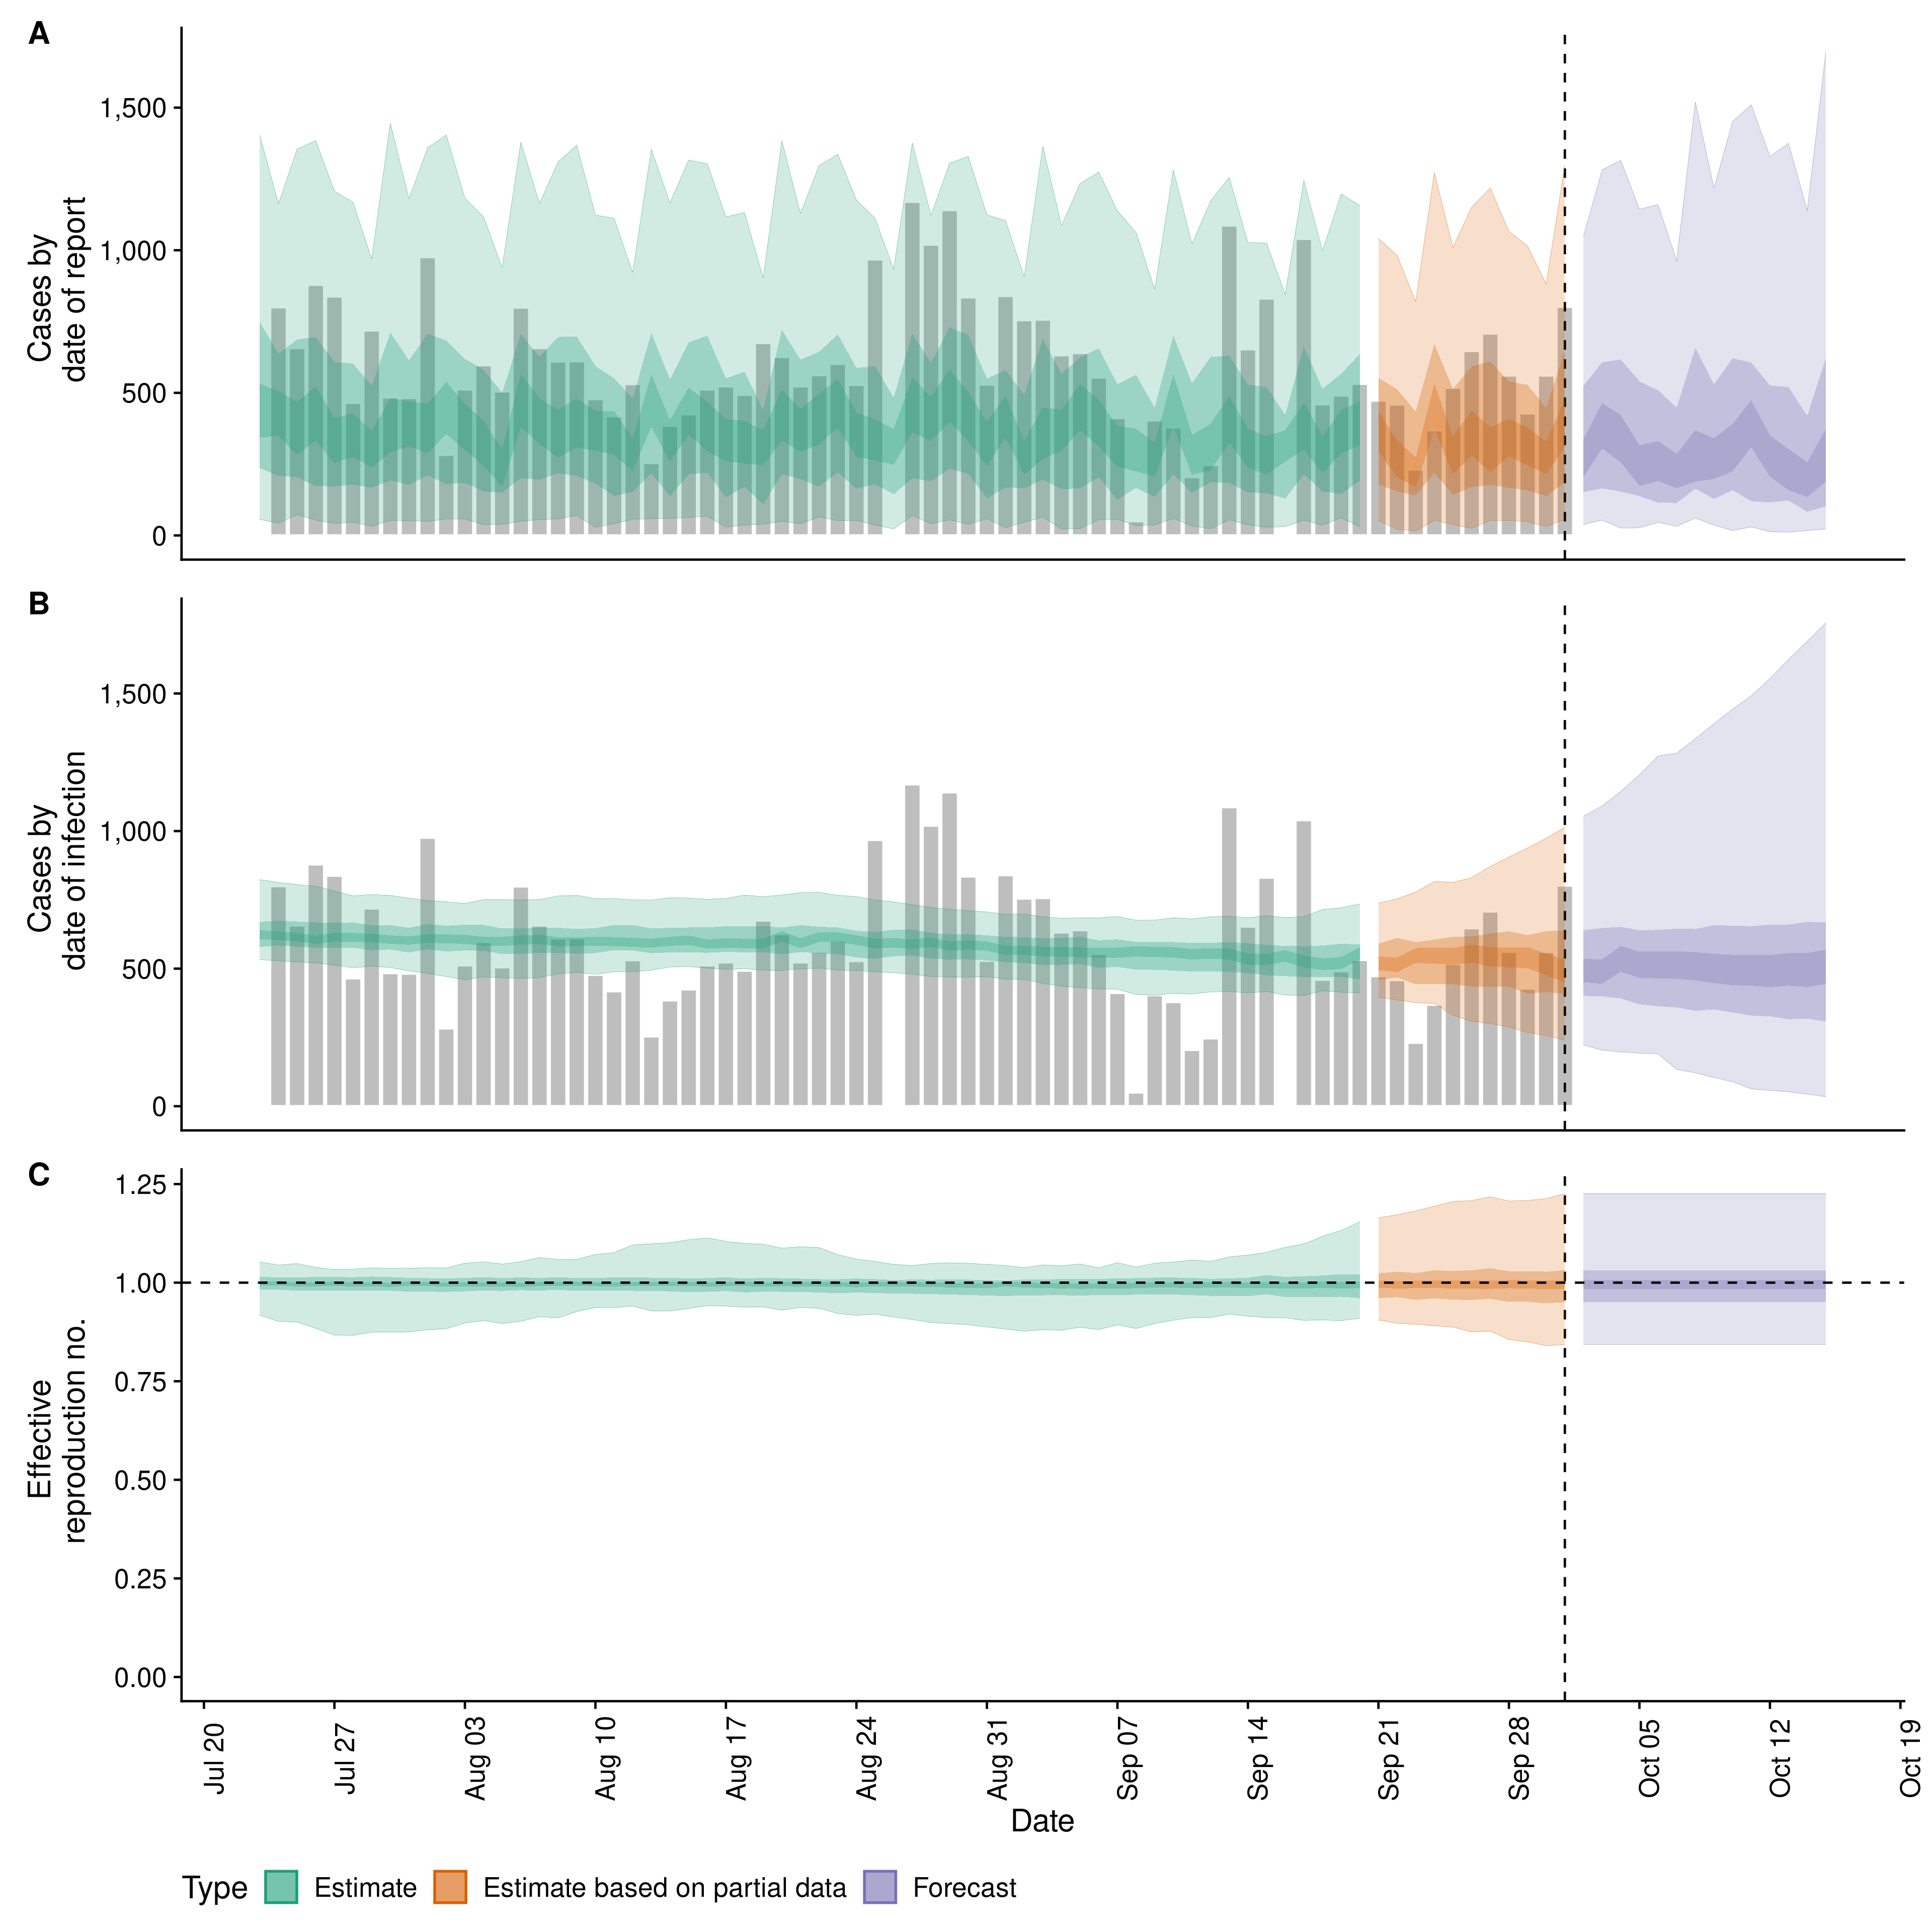 A
1,500
1,000
500
0
Cases by
date of report
B
1,500
1,000
500
0
Cases by
date of infection
C
1.25
1.00
0.75
0.50
0.25
0.00
Effective
reproduction no.
Jul 20
Jul 27
Aug 03
Aug 10
Aug 17
Aug 24
Aug 31
Sep 07
Sep 14
Sep 21
Sep 28
Oct 05
Oct 12
Oct 19
Date
Type Estimate Estimate based on partial data Forecast